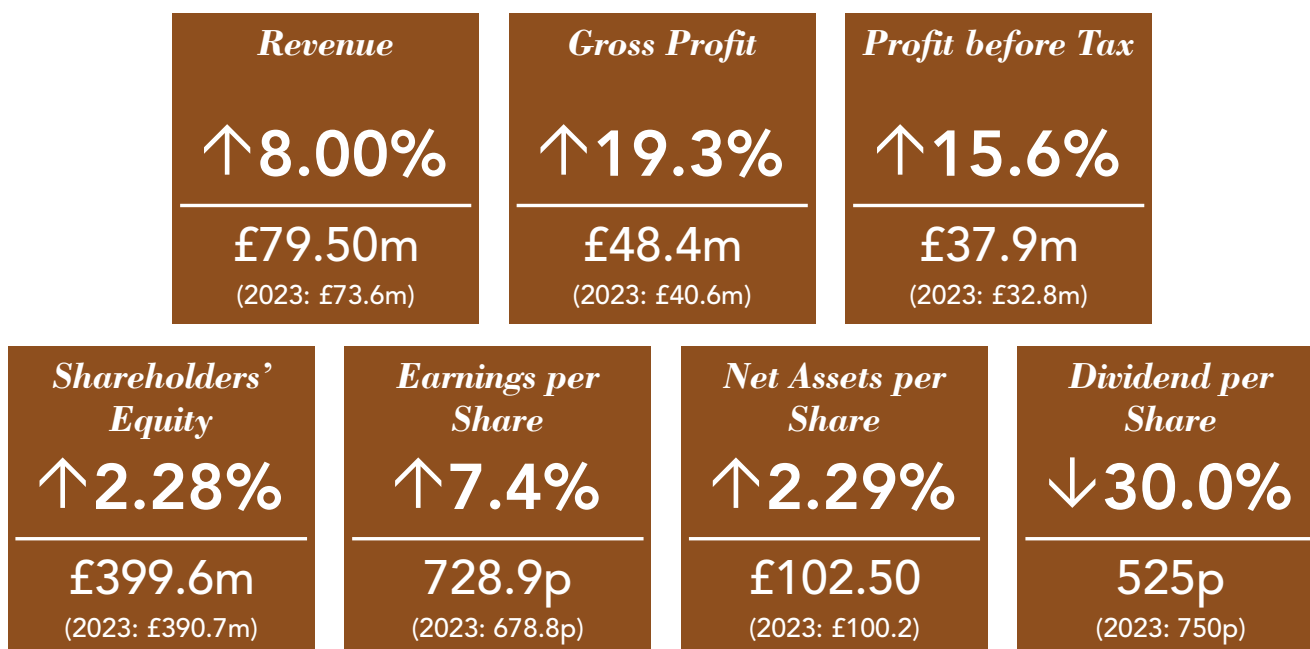 Revenue
↑8.00%
£79.50m
(2023: £73.6m)
Gross Profit
↑19.3%
£48.4m
(2023: £40.6m)
Profit before Tax
↑15.6%
£37.9m
(2023: £32.8m)
Shareholders’
Equity
↑2.28%
£399.6m
(2023: £390.7m)
Earnings per
Share
↑7.4%
728.9p
(2023: 678.8p)
Net Assets per
Share
↑2.29%
£102.50
(2023: £100.2)
Dividend per
Share
↓30.0%
525p
(2023: 750p)